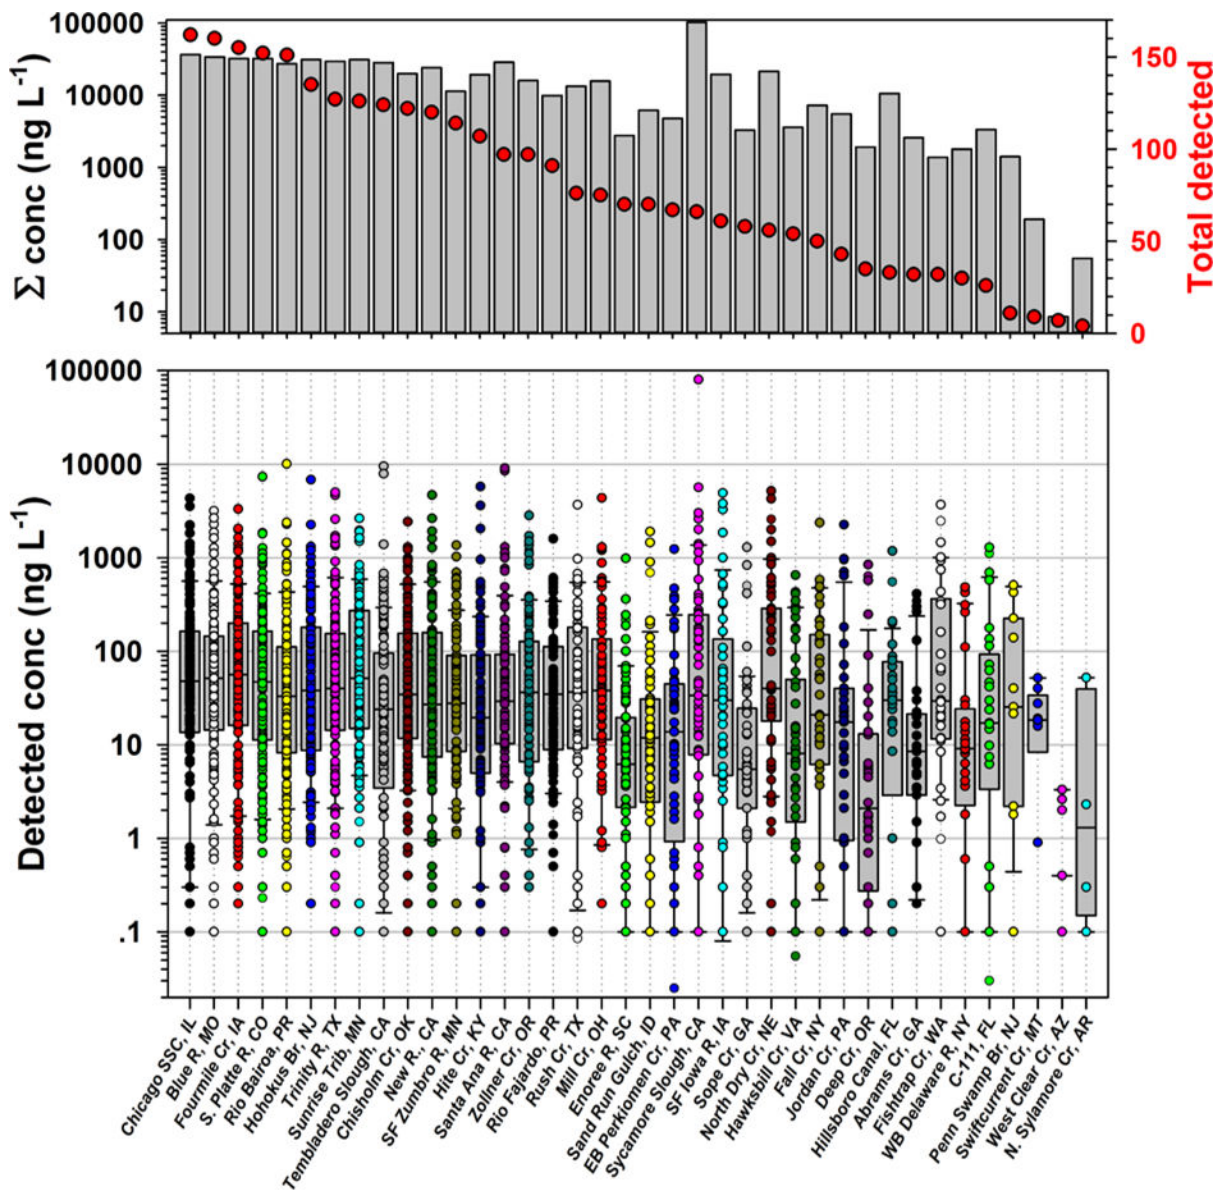 100000
10000
1000
100
10
Σ conc (ng L-1)
150
100
50
0
Total detected
100000
10000
1000
100
10
1
.1
Detected conc (ng L-1)
Chicago SSC, IL
Blue R, MO
Fourmile Cr, IA
S. Platte R, CO
Rio Bairoa, PR
HohoKus Br, NJ
Trinity R, TX
Sunrise Trib, MN
Tembladero Slough, CA
Chisholm Cr, OK
New R., CA
SF Zumbro R, MN
Hite Cr, KY
Santa Ana R, CA
Zollner Cr, OR
Rio Fajardo, PR
Rush Cr, TX
Mill Cr, OH
Enoree R, SC
Sand Run Gulch, ID
EB Perkiomen Cr, PA
Sycamore Slough, CA
SF Iowa R, IA
Sope Cr, GA
North Dry Cr, NE
Hawksbill Cr, VA
Fall Cr, NY
Jordan Cr, PA
Deep Cr, OR
Hillsboro Canal, FL
Abrams Cr, GA
Fishtrap Cr, WA
WB Delaware R, NY
C-111, FL
Penn Swamp Br, NJ
Swiftcurrent Cr, MT
West Clear Cr, AZ
N. Sylamore Cr, AR